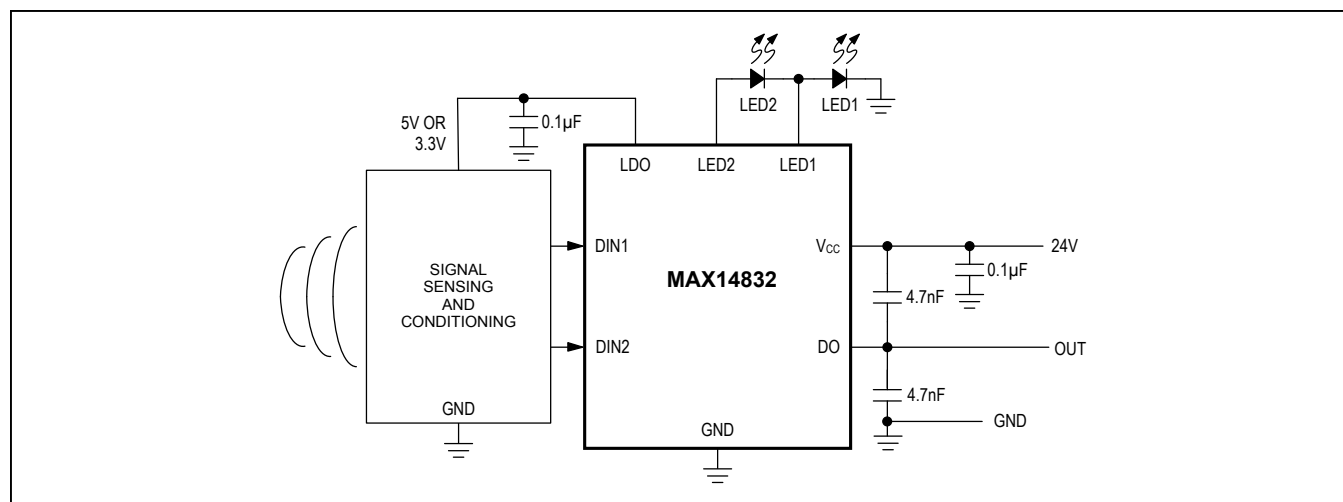 LED2
LED1
5V OR
3.3V
0.1µF
LDO
LED2
LED1
DIN1
VCC
24V
SIGNAL
SENSING
AND
CONDITIONING
MAX14832
0.1µF
4.7nF
DIN2
DO
OUT
4.7nF
GND
GND
GND